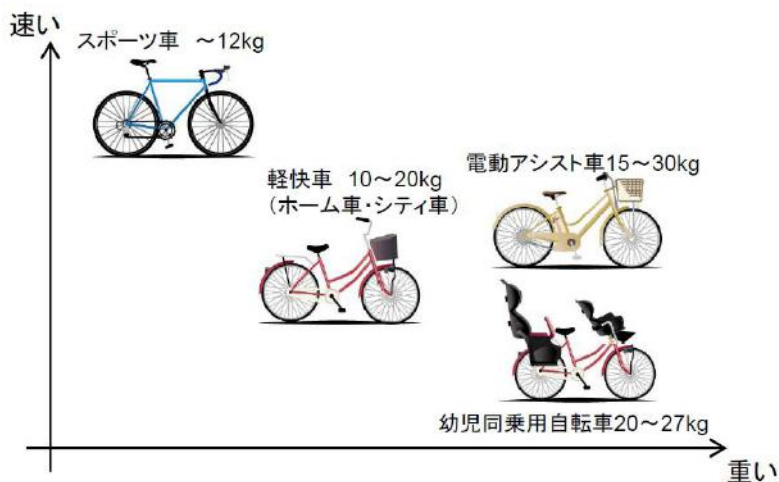 速い
スポーツ車　～12kg
電動アシスト車15～30kg
軽快車　10～20kg
（ホーム車・シティ車）
幼児同乗用自転車20～27kg
重い